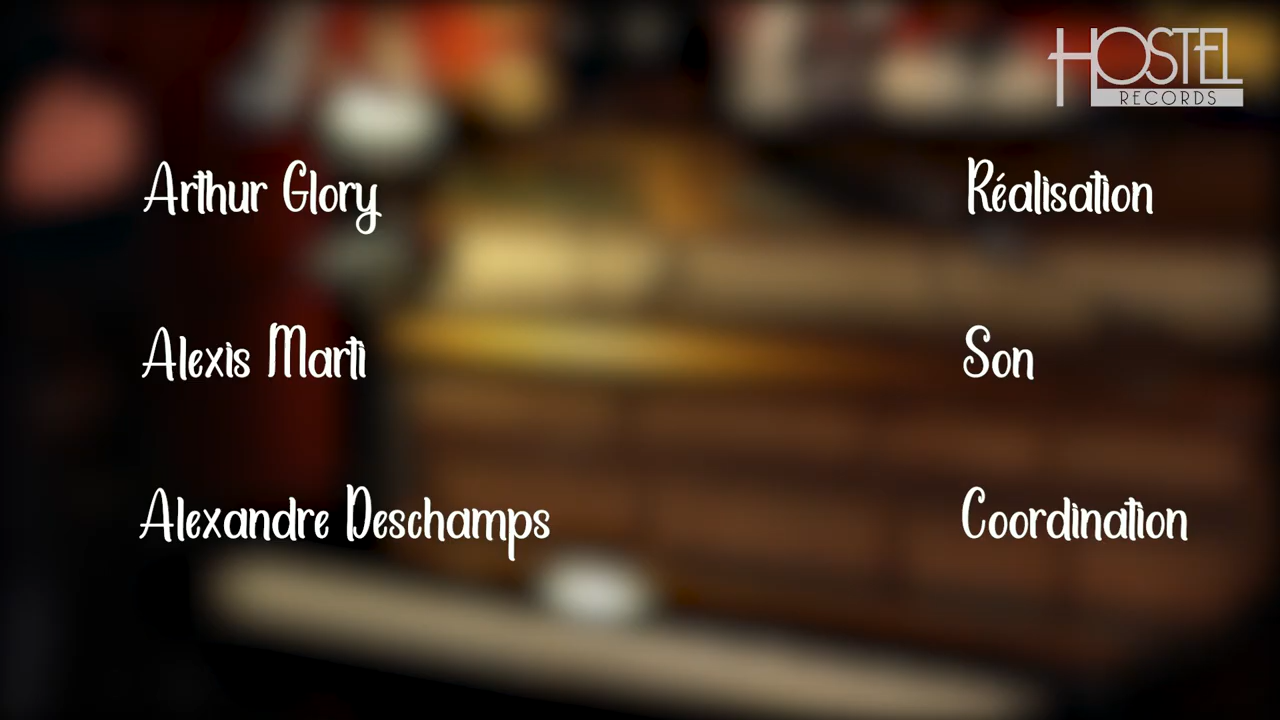 HOSTEL
RECORDS
Arthur Glory Réalisation
Alexis Marti Son
Alexandre Deschamps Coordination